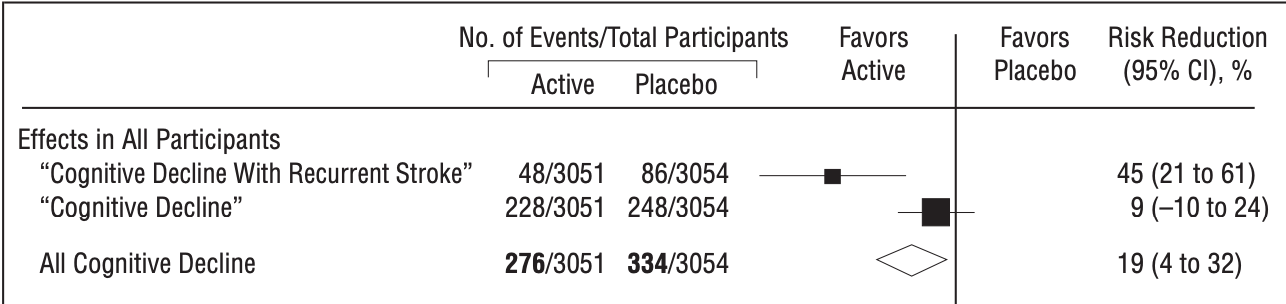 No. of Events/Total Participants Favors Favors Risk Reduction
Active Placebo Active Placebo (95% CI), %
Effects in All Participants
“Cognitive Decline With Recurrent Stroke” 48/3051 86/3054 45 (21 to 61)
“Cognitive Decline” 228/3051 248/3054 9 (–10 to 24)
All Cognitive Decline 276/3051 334/3054 19 (4 to 32)